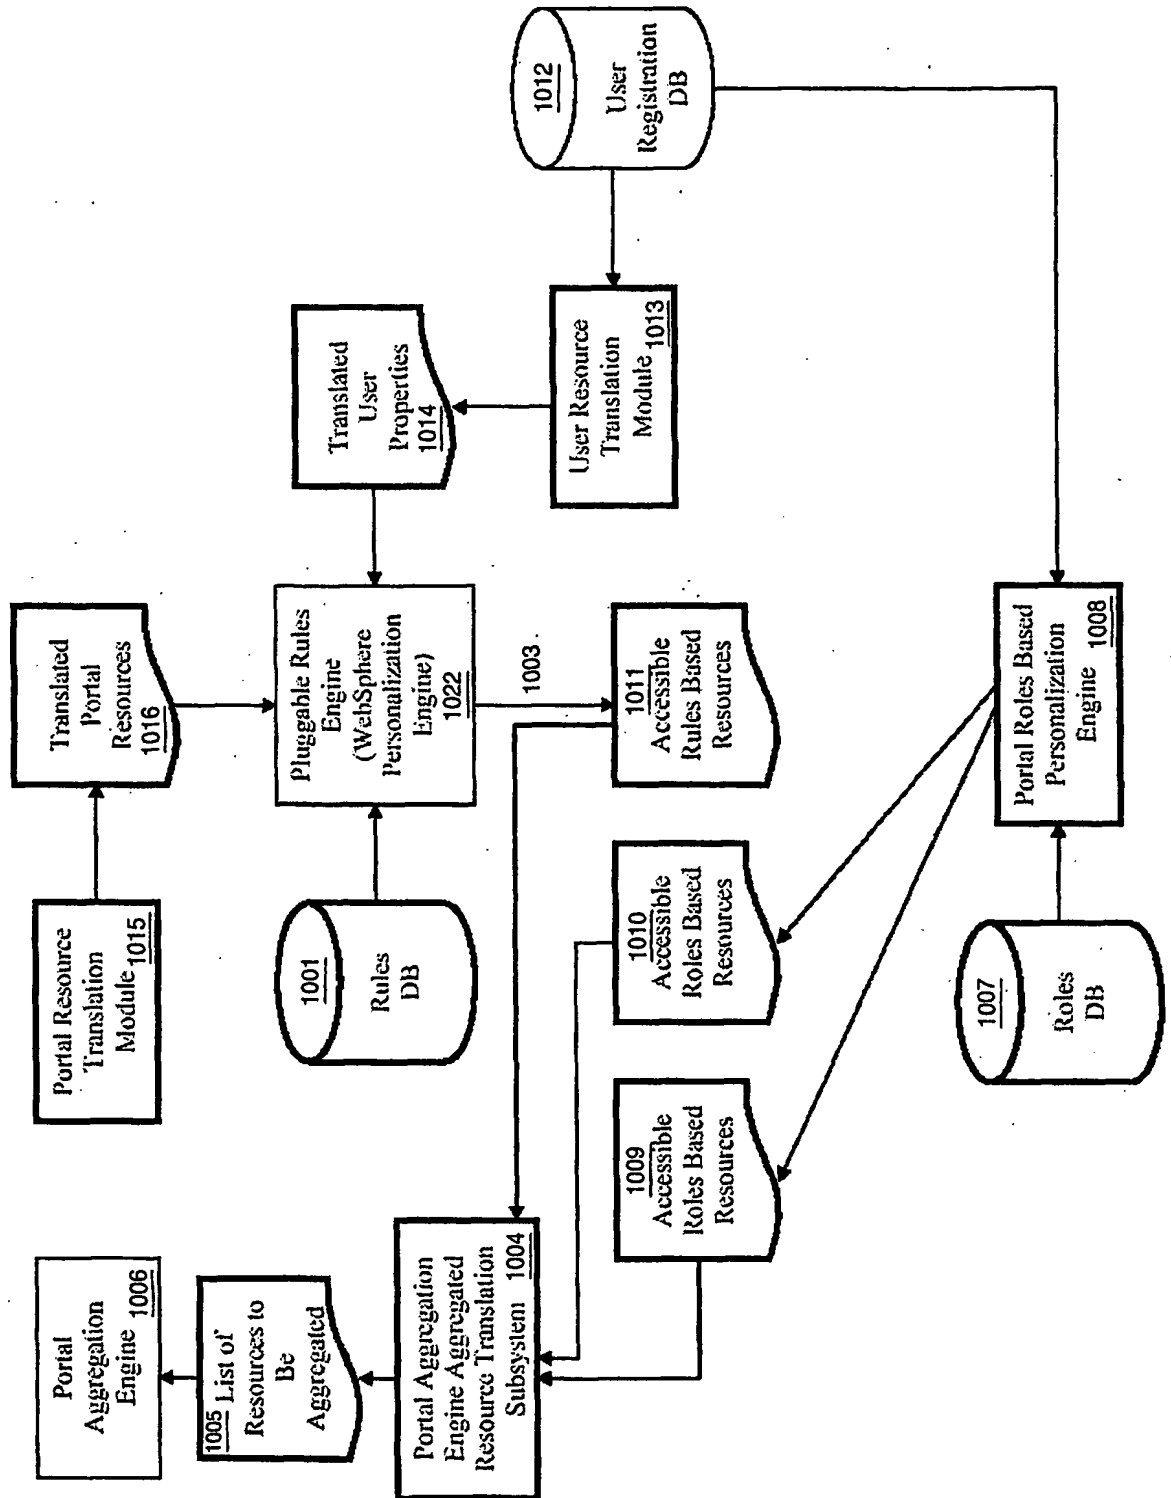 Portal
Aggregation
Engine 1006
Portal Resource
Translation
Module 1015
Translated
Portal
Resources
1016
1005 List of
Resources to
Be
Aggregated
1001
Rules
DB
Pluggable Rules
Engine
(WebSphere
Personalization
Engine)
1022
Translated
User
Properties
1014
Portal Aggregation
Engine Aggregated
Resource Translation
Subsystem 1004
1003
User Resource
Translation
Module 1013
1012
User
Registration
DB
1009
Accessible
Roles Based
Resources
1010
Accessible
Roles Based
Resources
1011
Accessible
Rules Based
Resources
1007
Roles
DB
Portal Roles Based
Personalization
Engine 1008